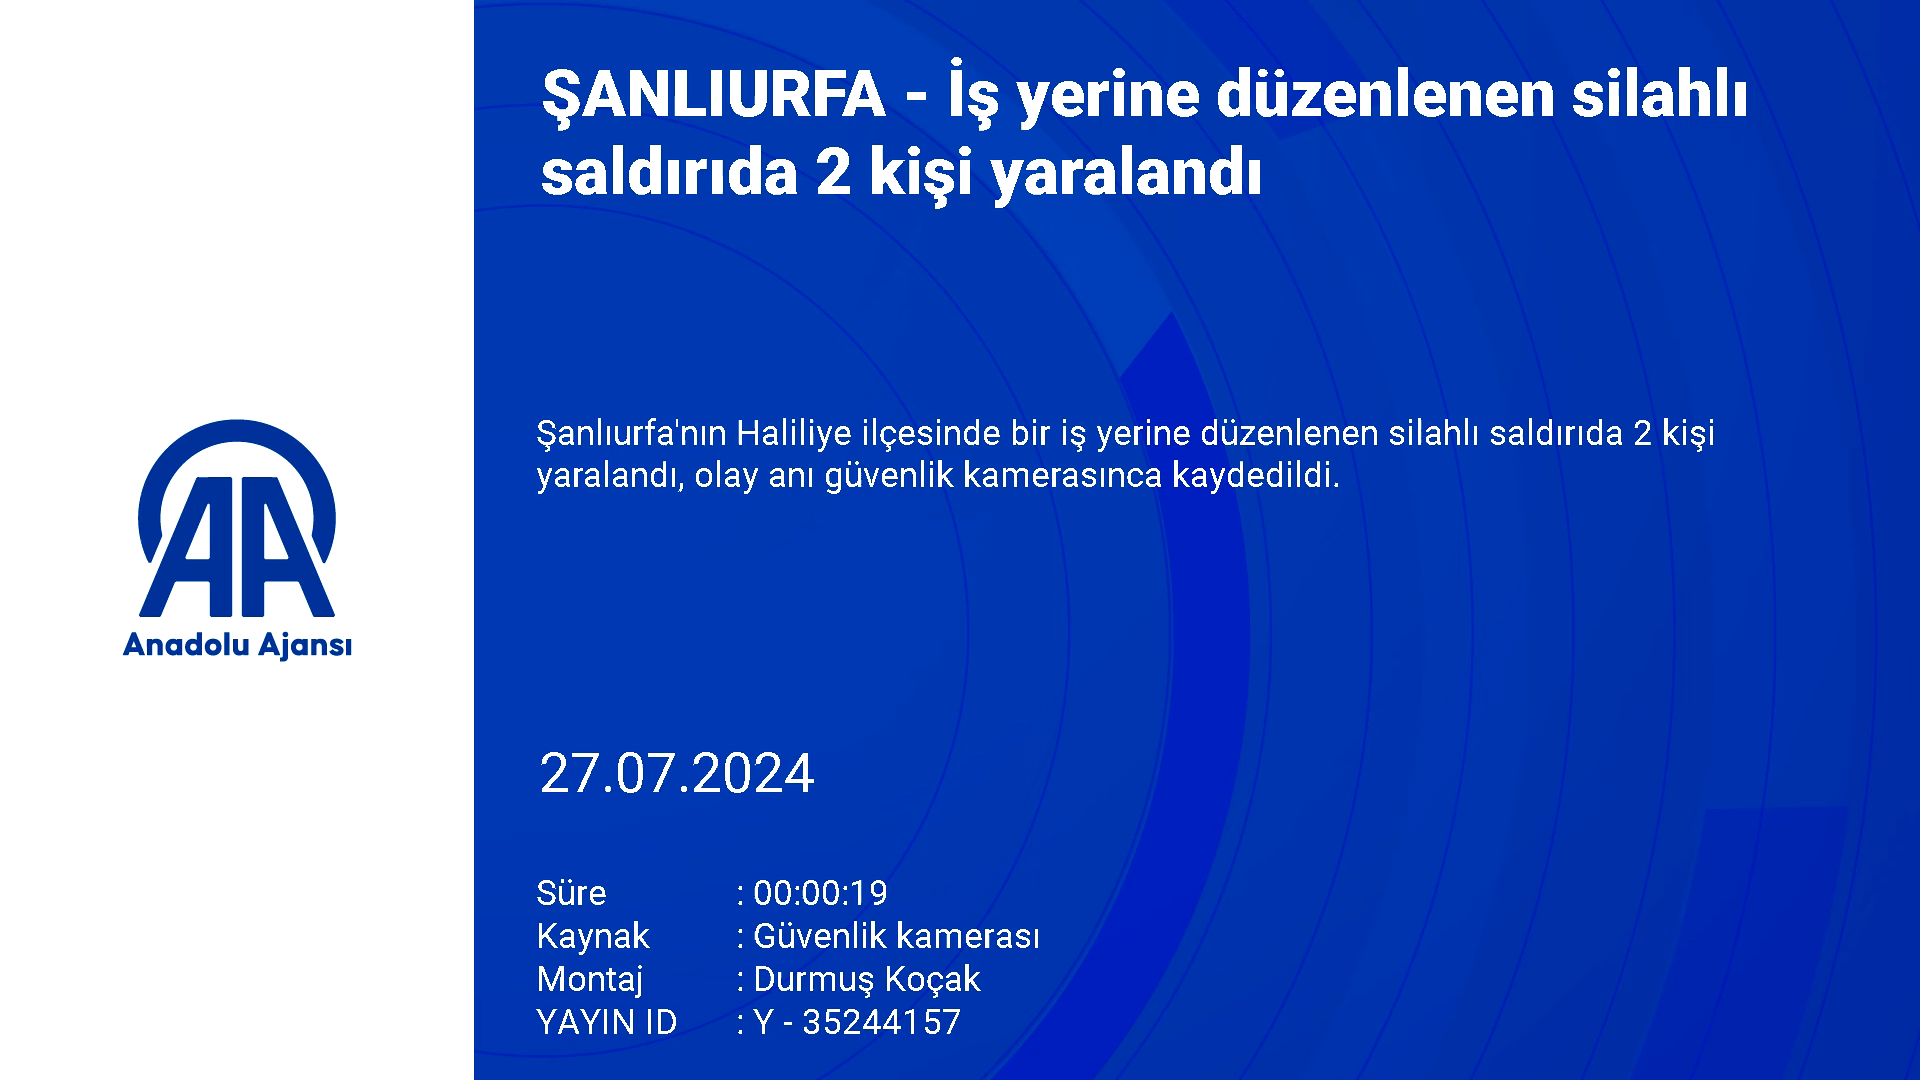 ŞANLIURFA - İş yerine düzenlenen silahlı
saldırıda 2 kişi yaralandı
Şanlıurfa'nın Haliliye ilçesinde bir iş yerine düzenlenen silahlı saldırıda 2 kişi
yaralandı, olay anı güvenlik kamerasınca kaydedildi.
AA
Anadolu Ajansı
27.07.2024
Süre : 00:00:19
Kaynak : Güvenlik kamerası
Montaj : Durmuş Koçak
YAYIN ID : Y - 35244157